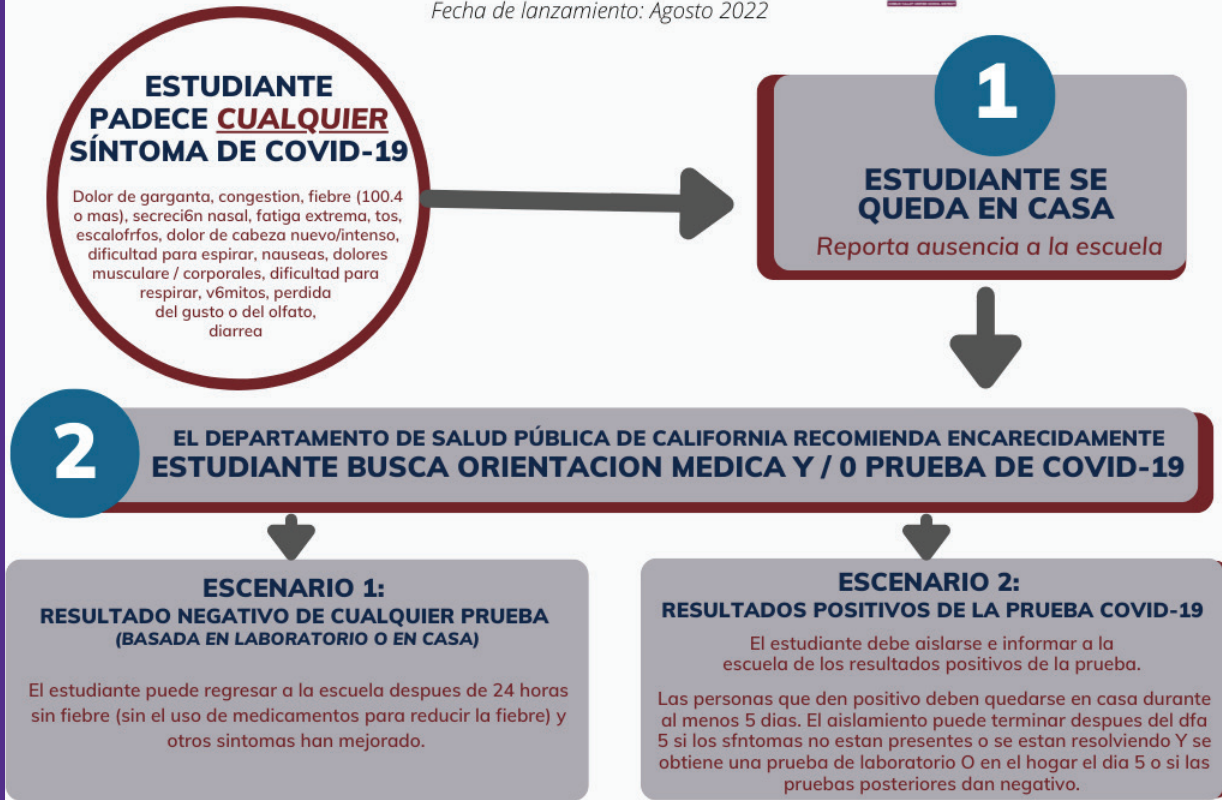 Fecha de lanzamiento: Agosto 2022
ESTUDIANTE
PADECE CUALQUIER
SÍNTOMA DE COVID-19
Dolor de garganta, congestion, fiebre (100.4
o mas), secreci6n nasal, fatiga extrema, tos,
escalofrfos, dolor de cabeza nuevo/intenso,
dificultad para espirar, nauseas, dolores
musculare / corporales, dificultad para
respirar, v6mitos, perdida
del gusto o del olfato,
diarrea
1
ESTUDIANTE SE
QUEDA EN CASA
Reporta ausencia a la escuela
2
EL DEPARTAMENTO DE SALUD PÚBLICA DE CALIFORNIA RECOMIENDA ENCARECIDAMENTE
ESTUDIANTE BUSCA ORIENTACION MEDICA Y / 0 PRUEBA DE COVID-19
ESCENARIO 1:
RESULTADO NEGATIVO DE CUALQUIER PRUEBA
(BASADA EN LABORATORIO O EN CASA)
El estudiante puede regresar a la escuela despues de 24 horas
sin fiebre (sin el uso de medicamentos para reducir la fiebre) y
otros sintomas han mejorado.
ESCENARIO 2:
RESULTADOS POSITIVOS DE LA PRUEBA COVID-19
El estudiante debe aislarse e informar a la
escuela de los resultados positivos de la prueba.
Las personas que den positivo deben quedarse en casa durante
al menos 5 dias. El aislamiento puede terminar despues del dfa
5 si los sfntomas no estan presentes o se estan resolviendo Y se
obtiene una prueba de laboratorio O en el hogar el dia 5 o si las
pruebas posteriores dan negativo.